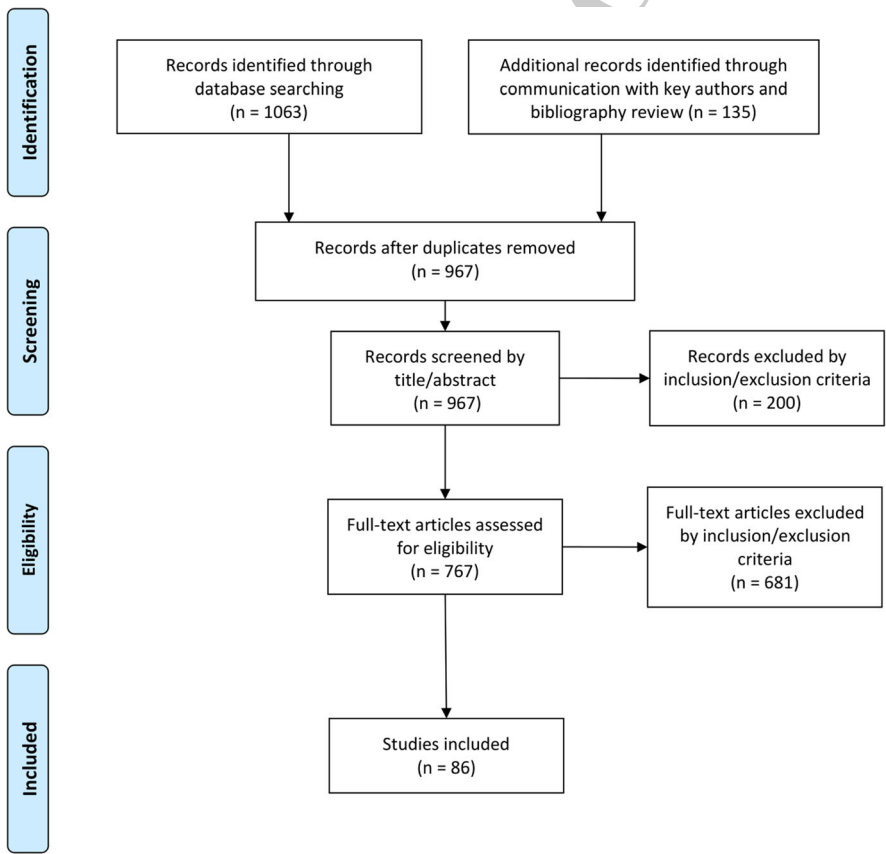 Identification
Records identified through
database searching
(n = 1063)
Additional records identified through
communication with key authors and
bibliography review (n = 135)
Screening
Records after duplicates removed
(n = 967)
Records screened by
title/abstract
(n = 967)
Records excluded by
inclusion/exclusion criteria
(n = 200)
Eligibility
Full-text articles assessed
for eligibility
(n = 767)
Full-text articles excluded
by inclusion/exclusion
criteria
(n = 681)
Included
Studies included
(n = 86)